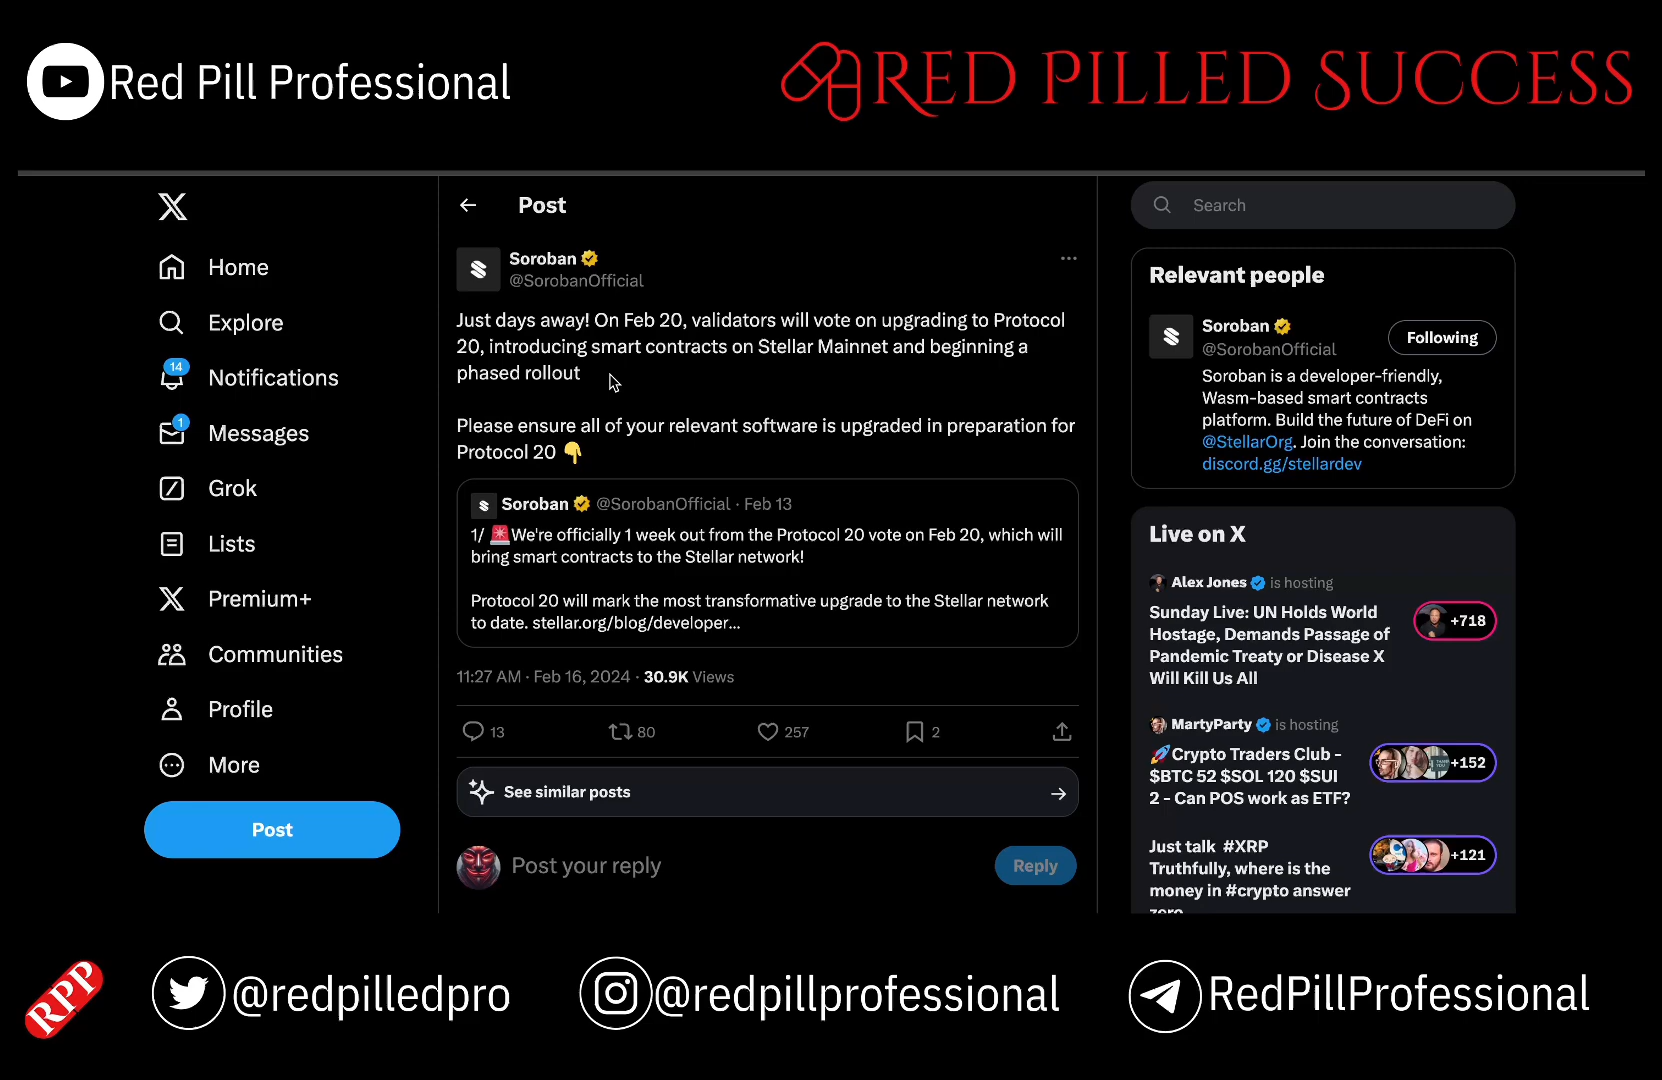 Red Pill Professional
RED PILLED SUCCESS
Home
Explore
14
Notifications
1
Messages
Grok
Lists
Premium+
Communities
Profile
More
Post
Post
Soroban
@SorobanOfficial
Just days away! On Feb 20, validators will vote on upgrading to Protocol
20, introducing smart contracts on Stellar Mainnet and beginning a
phased rollout
Please ensure all of your relevant software is upgraded in preparation for
Protocol 20 👇
Soroban @SorobanOfficial · Feb 13
1/ 🚨We're officially 1 week out from the Protocol 20 vote on Feb 20, which will
bring smart contracts to the Stellar network!
Protocol 20 will mark the most transformative upgrade to the Stellar network
to date. stellar.org/blog/developer...
11:27 AM · Feb 16, 2024 · 30.9K Views
13 80 257 2
See similar posts
Post your reply
Reply
Search
Relevant people
Soroban
@SorobanOfficial
Following
Soroban is a developer-friendly,
Wasm-based smart contracts
platform. Build the future of DeFi on
@StellarOrg. Join the conversation:
discord.gg/stellardev
Live on X
Alex Jones is hosting
Sunday Live: UN Holds World
Hostage, Demands Passage of
Pandemic Treaty or Disease X
Will Kill Us All
+718
MartyParty is hosting
🚀Crypto Traders Club -
$BTC 52 $SOL 120 $SUI
2 - Can POS work as ETF?
+152
Just talk #XRP
Truthfully, where is the
money in #crypto answer
zero
+121
RPP
@redpilledpro
@redpillprofessional
RedPillProfessional